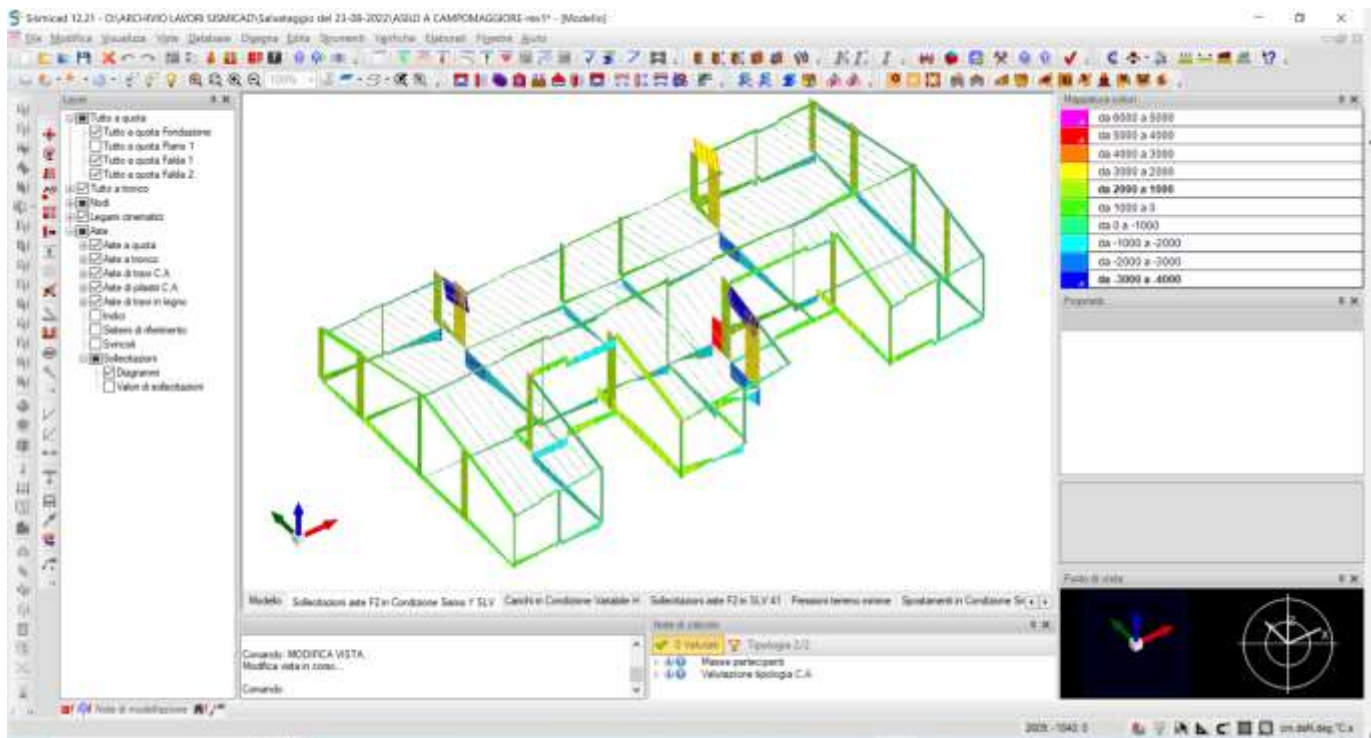 Sismicad 12.21 - D:\ARCHIVIO LAVORI SISMICAD\Salvataggio del 23-08-2022\ASILO A CAMPOMAGGIORE-rev1* - [Modello]
File Modifica Visualizza Viste Database Disegna Edita Strumenti Verifiche Elaborati Finestre Aiuto
100%
Layer
Tutto a quota
Tutto a quota Fondazione
Tutto a quota Piano 1
Tutto a quota Falda 1
Tutto a quota Falda 2
Tutto a tronco
Nodi
Legami cinematici
Aste
Aste a quota
Aste a tronco
Aste di travi C.A.
Aste di pilastri C.A.
Aste di travi in legno
Indici
Sistemi di riferimento
Svincoli
Sollecitazioni
Diagrammi
Valori di sollecitazioni
Mappatura colori
da 6000 a 5000
da 5000 a 4000
da 4000 a 3000
da 3000 a 2000
da 2000 a 1000
da 1000 a 0
da 0 a -1000
da -1000 a -2000
da -2000 a -3000
da -3000 a -4000
Proprietà
Punto di vista
Z
X
Modello Sollecitazioni aste F2 in Condizione Sisma Y SLV Carichi in Condizione Variabile H Sollecitazioni aste F2 in SLV 41 Pressioni terreno minime Spostamenti in Condizione
Comando: MODIFICA VISTA
Modifica vista in corso...
Comando:
Note di calcolo
0 Valutati Tipologia 2/2
Masse partecipanti
Valutazione tipologia C.A.
Note di modellazione
cm.daN.deg.°C.s